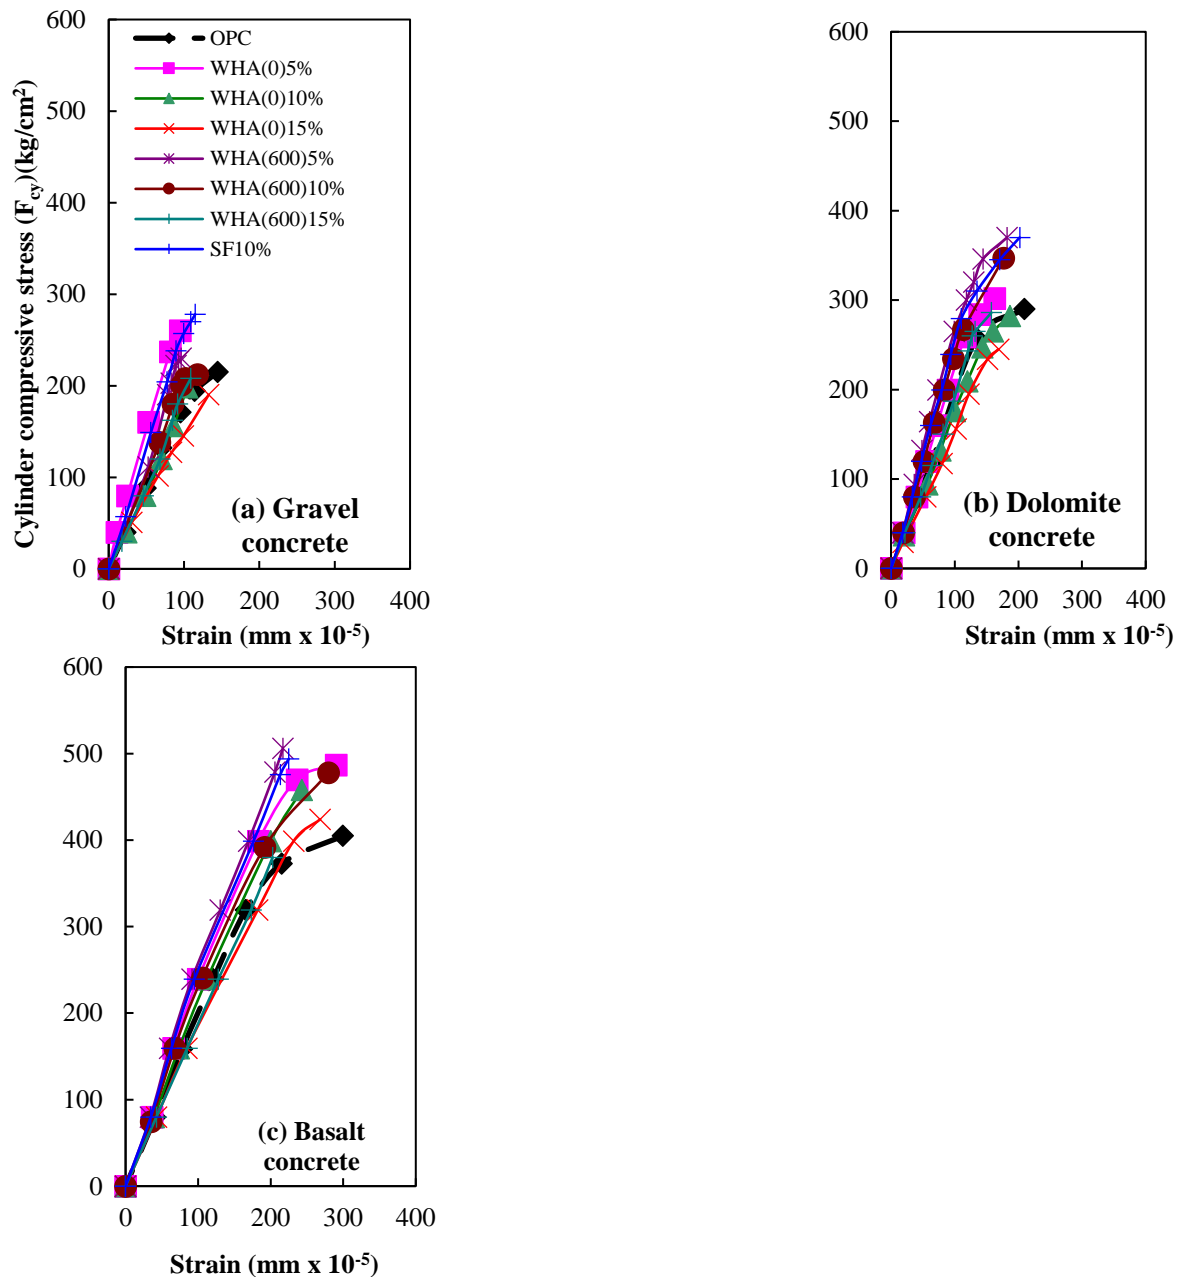 Cylinder compressive stress (Fcy)(kg/cm²)
600
500
400
300
200
100
0
OPC
WHA(0)5%
WHA(0)10%
WHA(0)15%
WHA(600)5%
WHA(600)10%
WHA(600)15%
SF10%
(a) Gravel
concrete
0 100 200 300 400
Strain (mm x 10⁻⁵)
600
500
400
300
200
100
0
(b) Dolomite
concrete
0 100 200 300 400
Strain (mm x 10⁻⁵)
600
500
400
300
200
100
0
(c) Basalt
concrete
0 100 200 300 400
Strain (mm x 10⁻⁵)